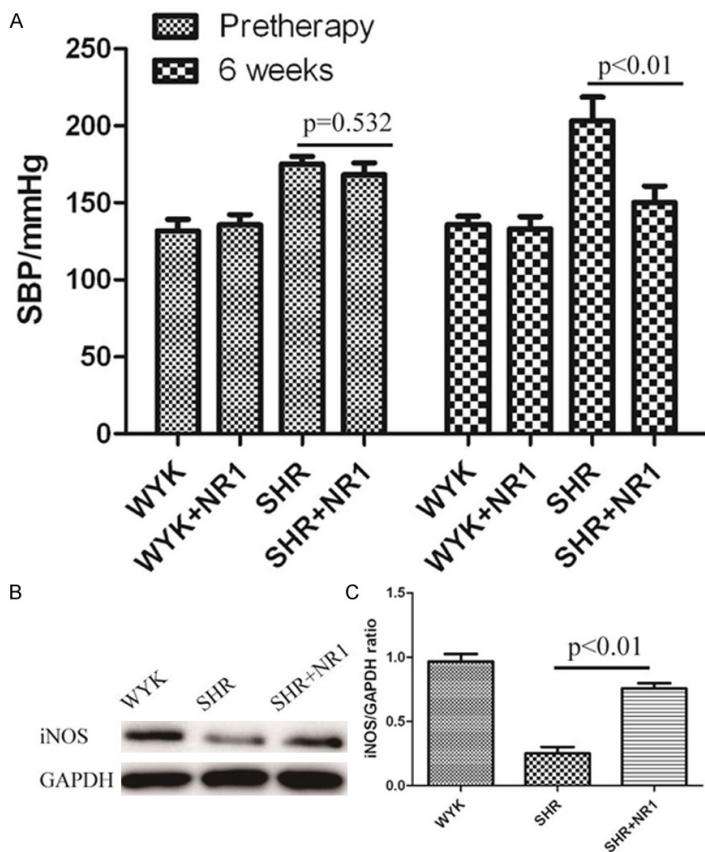 A
Pretherapy
6 weeks
SBP/mmHg
250
200
150
100
50
0
p=0.532
p<0.01
WYK
WYK+NR1
SHR
SHR+NR1
WYK
WYK+NR1
SHR
SHR+NR1
B
WYK
SHR
SHR+NR1
iNOS
GAPDH
C
iNOS/GAPDH ratio
1.5
1.0
0.5
0.0
p<0.01
WYK
SHR
SHR+NR1